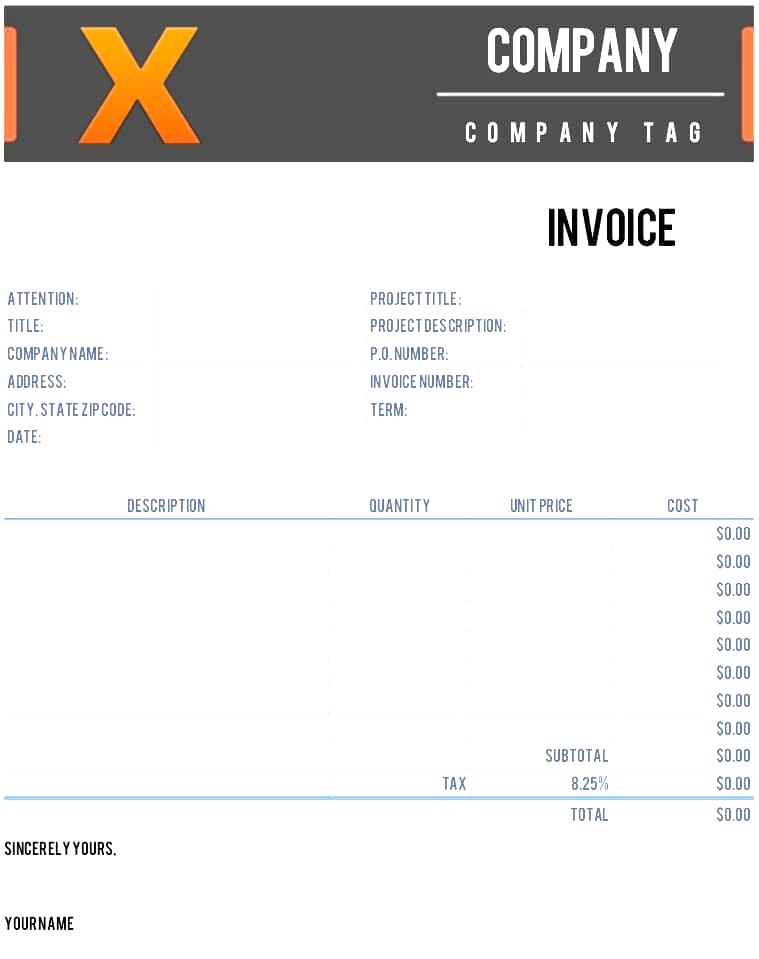 X
COMPANY
COMPANY TAG
INVOICE
ATTENTION: PROJECT TITLE:
TITLE: PROJECT DESCRIPTION:
COMPANY NAME: P.O. NUMBER:
ADDRESS: INVOICE NUMBER:
CITY, STATE ZIP CODE: TERM:
DATE:
DESCRIPTION QUANTITY UNIT PRICE COST
$0.00
$0.00
$0.00
$0.00
$0.00
$0.00
$0.00
$0.00
SUBTOTAL $0.00
TAX 8.25% $0.00
TOTAL $0.00
SINCERELY YOURS,
YOUR NAME